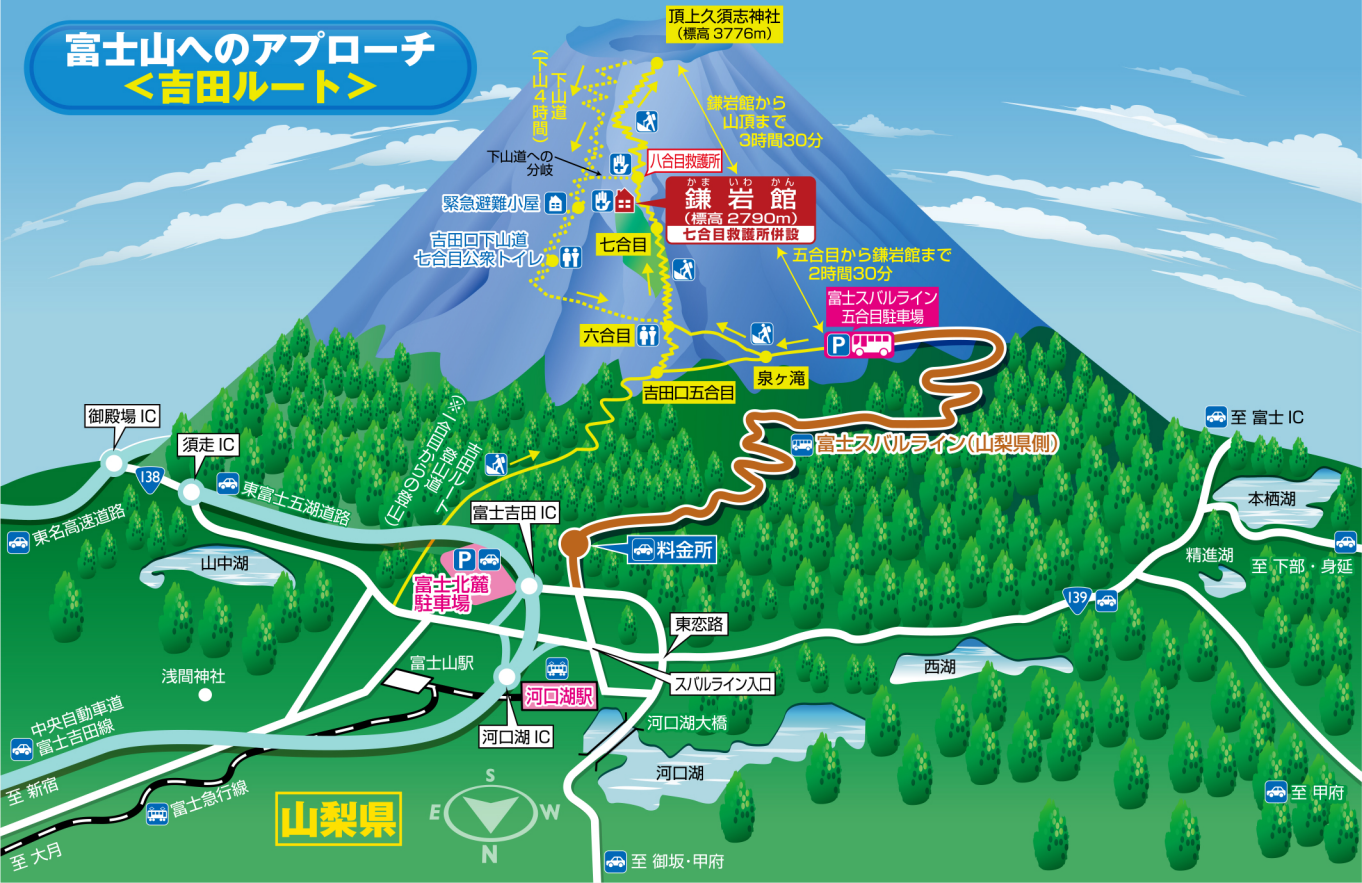 富士山へのアプローチ
<吉田ルート>
頂上久須志神社
(標高 3776m)
下山道
(下山4時間)
鎌岩館から
山頂まで
3時間30分
下山道への
分岐
八合目救護所
かま いわ かん
鎌 岩 館
(標高 2790m)
七合目救護所併設
緊急避難小屋
吉田口下山道
七合目公衆トイレ
七合目
五合目から鎌岩館まで
2時間30分
富士スバルライン
五合目駐車場
P
六合目
泉ヶ滝
吉田口五合目
御殿場 IC
須走 IC
138
東富士五湖道路
東名高速道路
吉田ルート
登山道
(※一合目からの登山)
富士スバルライン(山梨県側)
至 富士 IC
本栖湖
精進湖
至 下部・身延
富士吉田 IC
料金所
山中湖
P
富士北麓
駐車場
139
東恋路
西湖
浅間神社
富士山駅
スバルライン入口
河口湖駅
中央自動車道
富士吉田線
河口湖 IC
河口湖大橋
河口湖
至 新宿
富士急行線
至 大月
山梨県
S
E
W
N
至 甲府
至 御坂・甲府